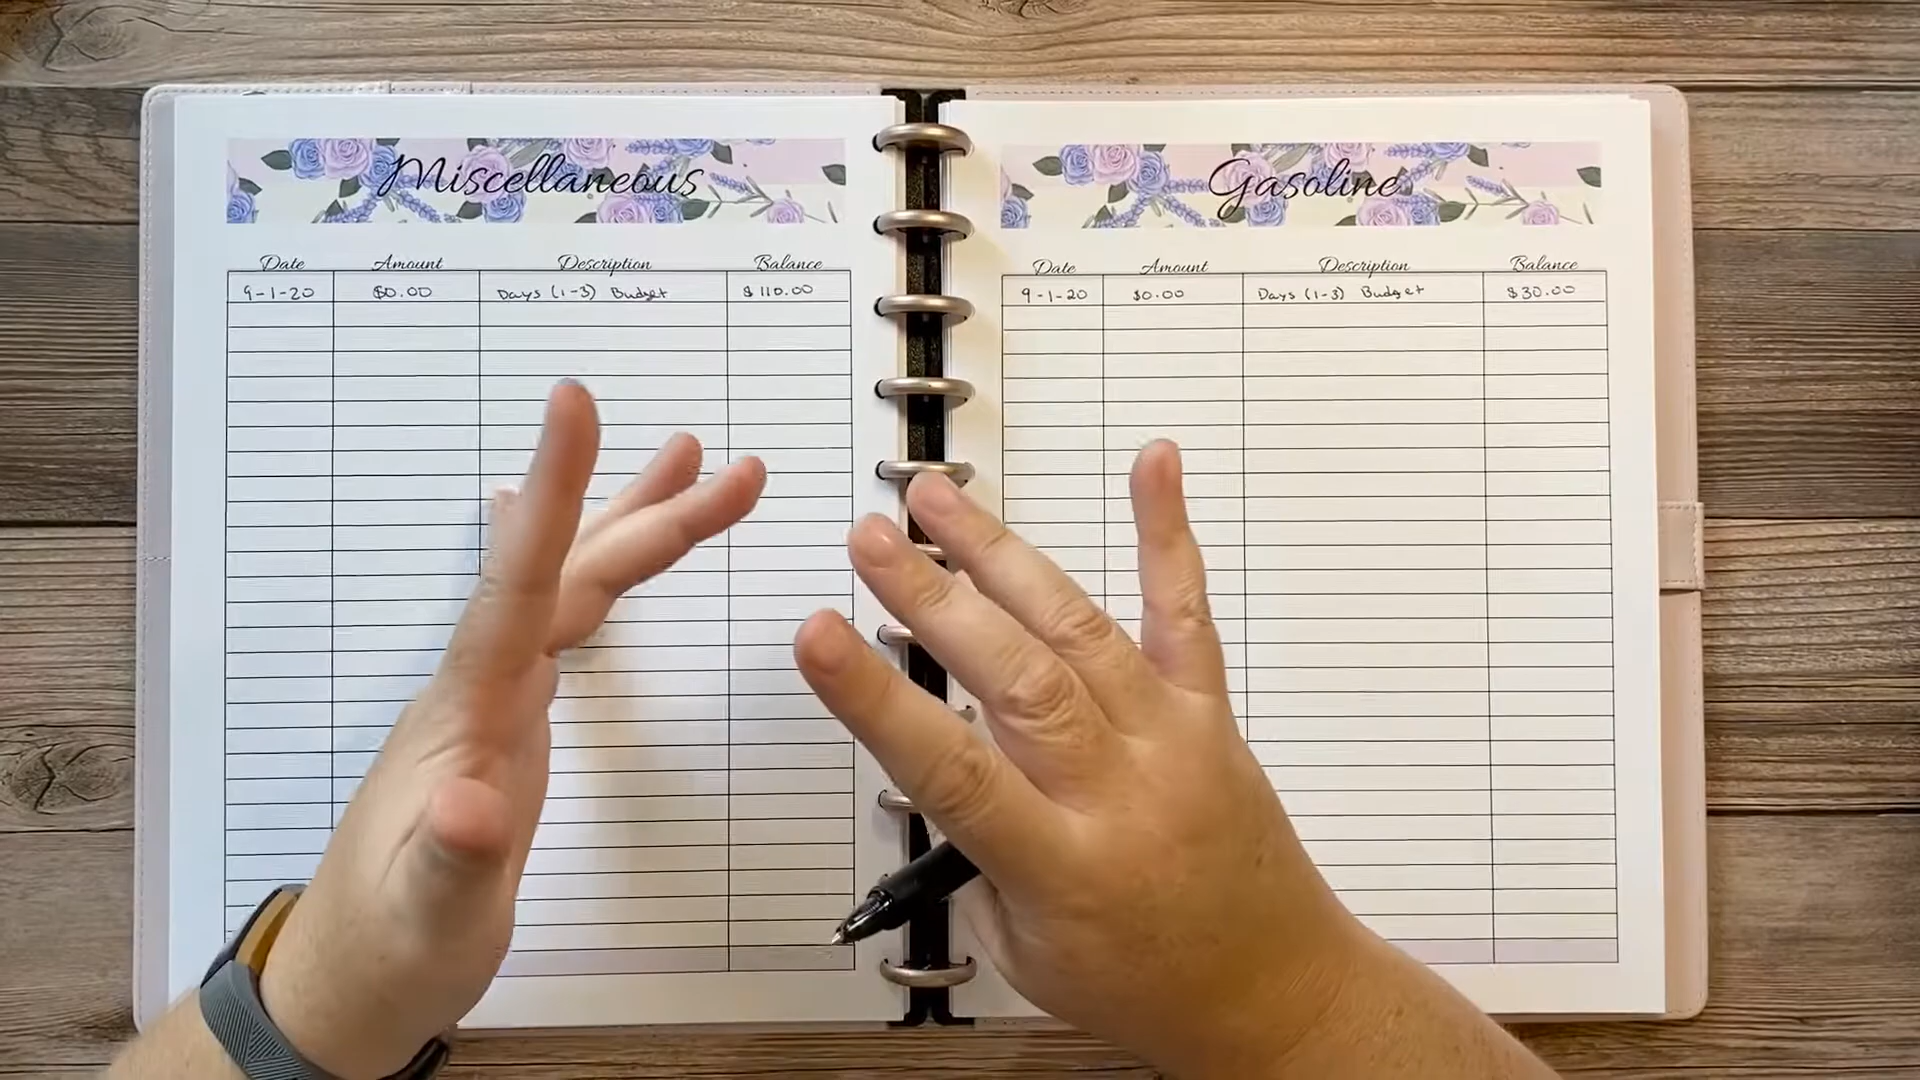 Miscellaneous
Date Amount Description Balance
9-1-20 $0.00 Days (1-3) Budget $110.00
Gasoline
Date Amount Description Balance
9-1-20 $0.00 Days (1-3) Budget $30.00